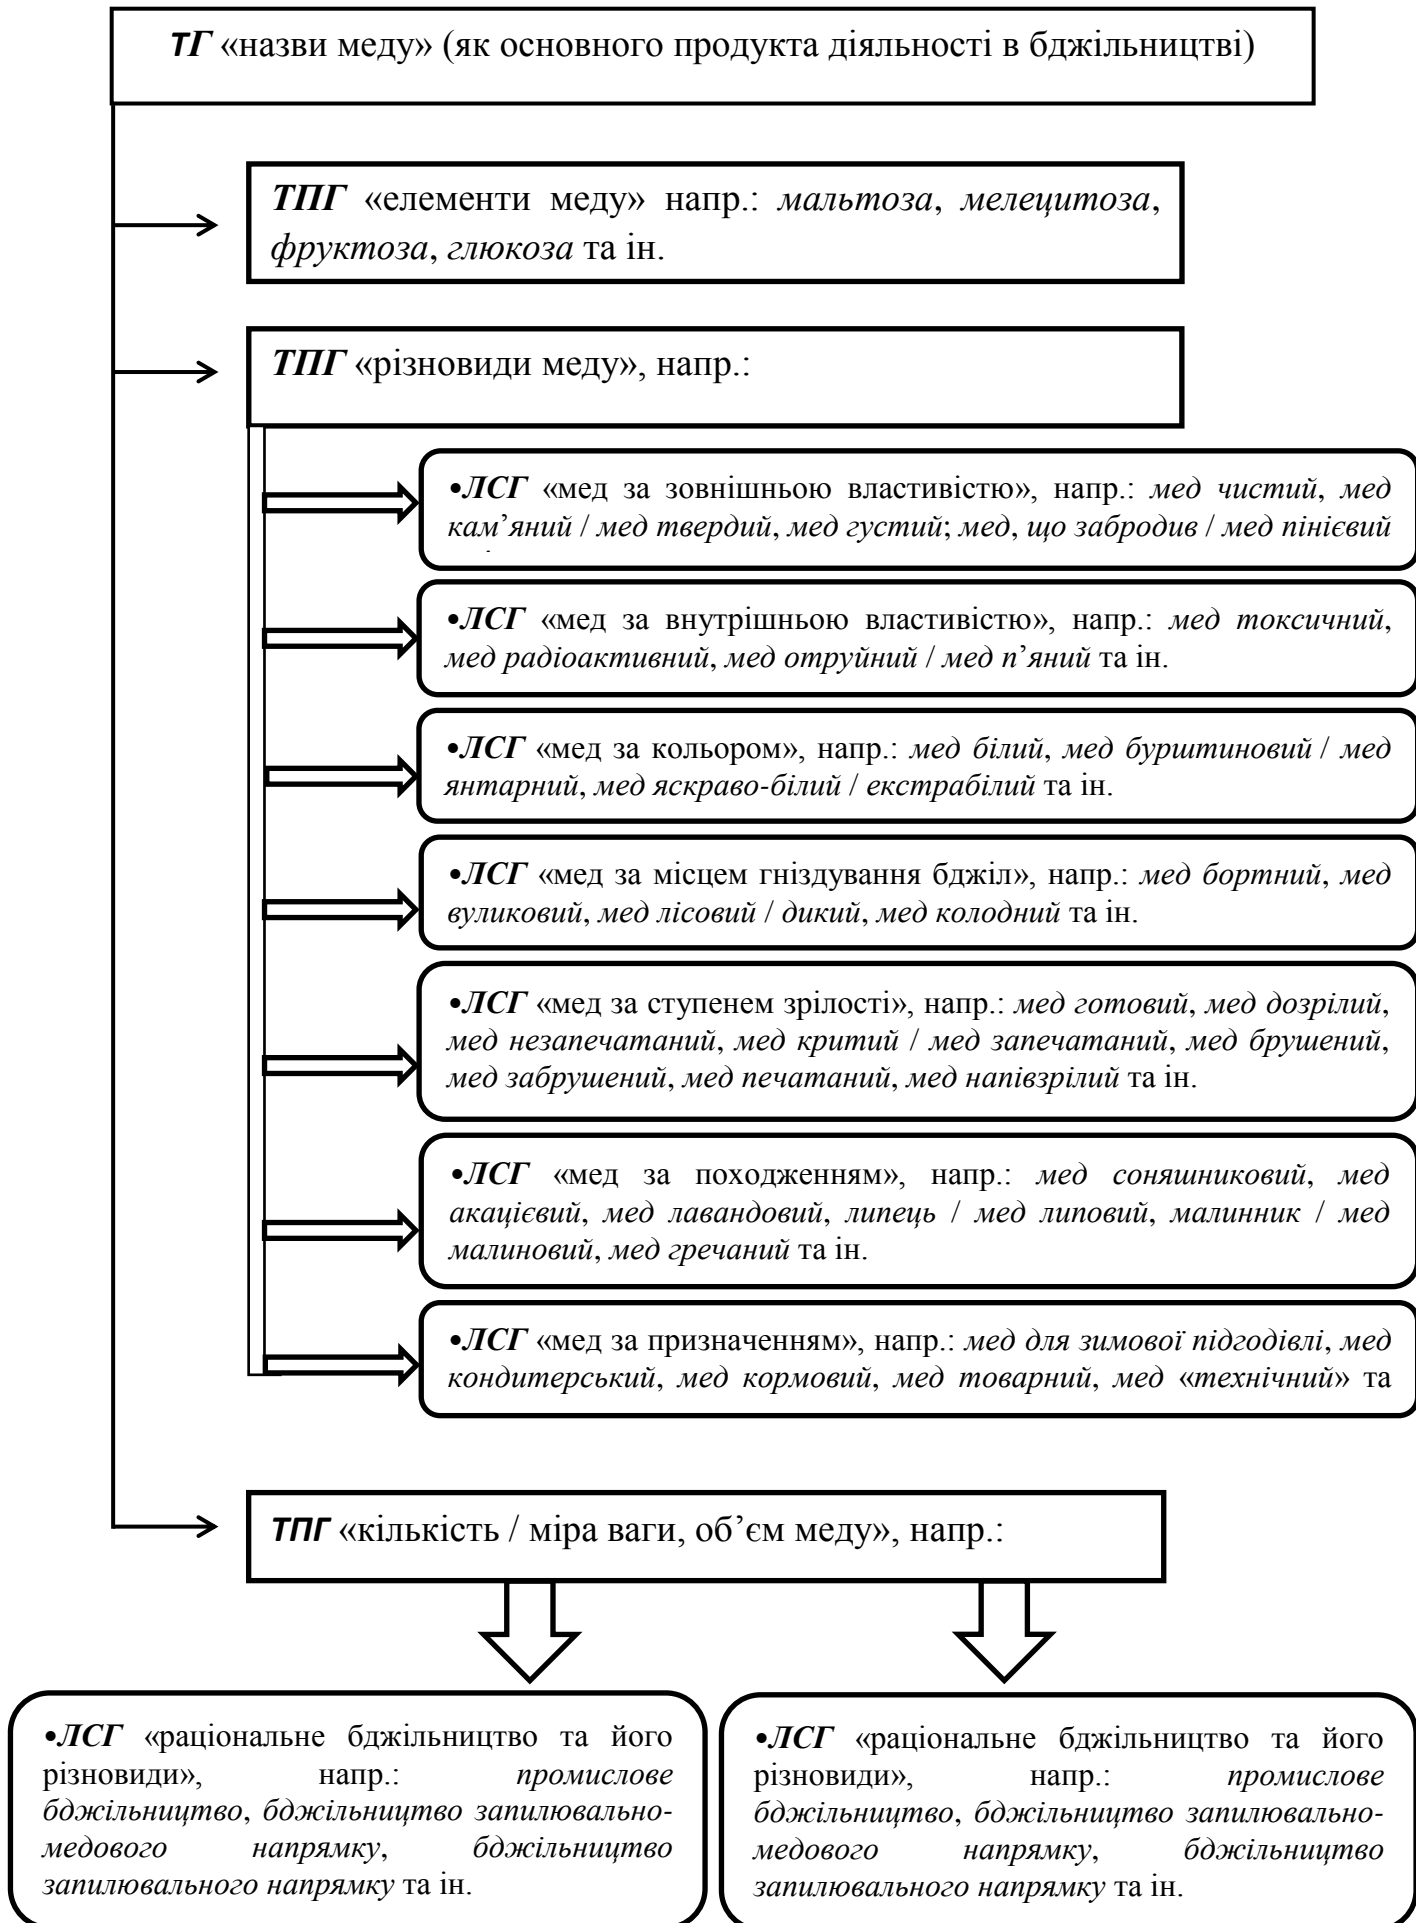 ТГ «назви меду» (як основного продукта діяльності в бджільництві)
ТПГ «елементи меду» напр.: мальтоза, мелецитоза,
фруктоза, глюкоза та ін.
ТПГ «різновиди меду», напр.:
•ЛСГ «мед за зовнішньою властивістю», напр.: мед чистий, мед
кам’яний / мед твердий, мед густий; мед, що забродив / мед пінієвий
•ЛСГ «мед за внутрішньою властивістю», напр.: мед токсичний,
мед радіоактивний, мед отруйний / мед п’яний та ін.
•ЛСГ «мед за кольором», напр.: мед білий, мед бурштиновий / мед
янтарний, мед яскраво-білий / екстрабілий та ін.
•ЛСГ «мед за місцем гніздування бджіл», напр.: мед бортний, мед
вуликовий, мед лісовий / дикий, мед колодний та ін.
•ЛСГ «мед за ступенем зрілості», напр.: мед готовий, мед дозрілий,
мед незапечатаний, мед критий / мед запечатаний, мед брушений,
мед забрушений, мед печатаний, мед напівзрілий та ін.
•ЛСГ «мед за походженням», напр.: мед соняшниковий, мед
акацієвий, мед лавандовий, липець / мед липовий, малинник / мед
малиновий, мед гречаний та ін.
•ЛСГ «мед за призначенням», напр.: мед для зимової підгодівлі, мед
кондитерський, мед кормовий, мед товарний, мед «технічний» та
ТПГ «кількість / міра ваги, об’єм меду», напр.:
•ЛСГ «раціональне бджільництво та його
різновиди», напр.: промислове
бджільництво, бджільництво запилювально-
медового напрямку, бджільництво
запилювального напрямку та ін.
•ЛСГ «раціональне бджільництво та його
різновиди», напр.: промислове
бджільництво, бджільництво запилювально-
медового напрямку, бджільництво
запилювального напрямку та ін.